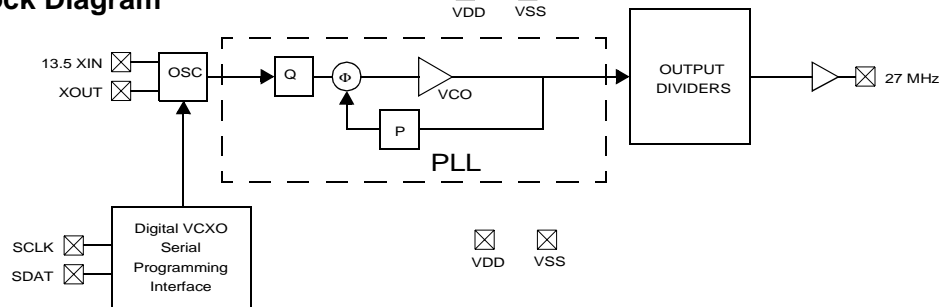 ock Diagram
VDD VSS
13.5 XIN
XOUT
OSC
Q
Φ
VCO
P
PLL
OUTPUT
DIVIDERS
27 MHz
SCLK
SDAT
Digital VCXO
Serial
Programming
Interface
VDD VSS